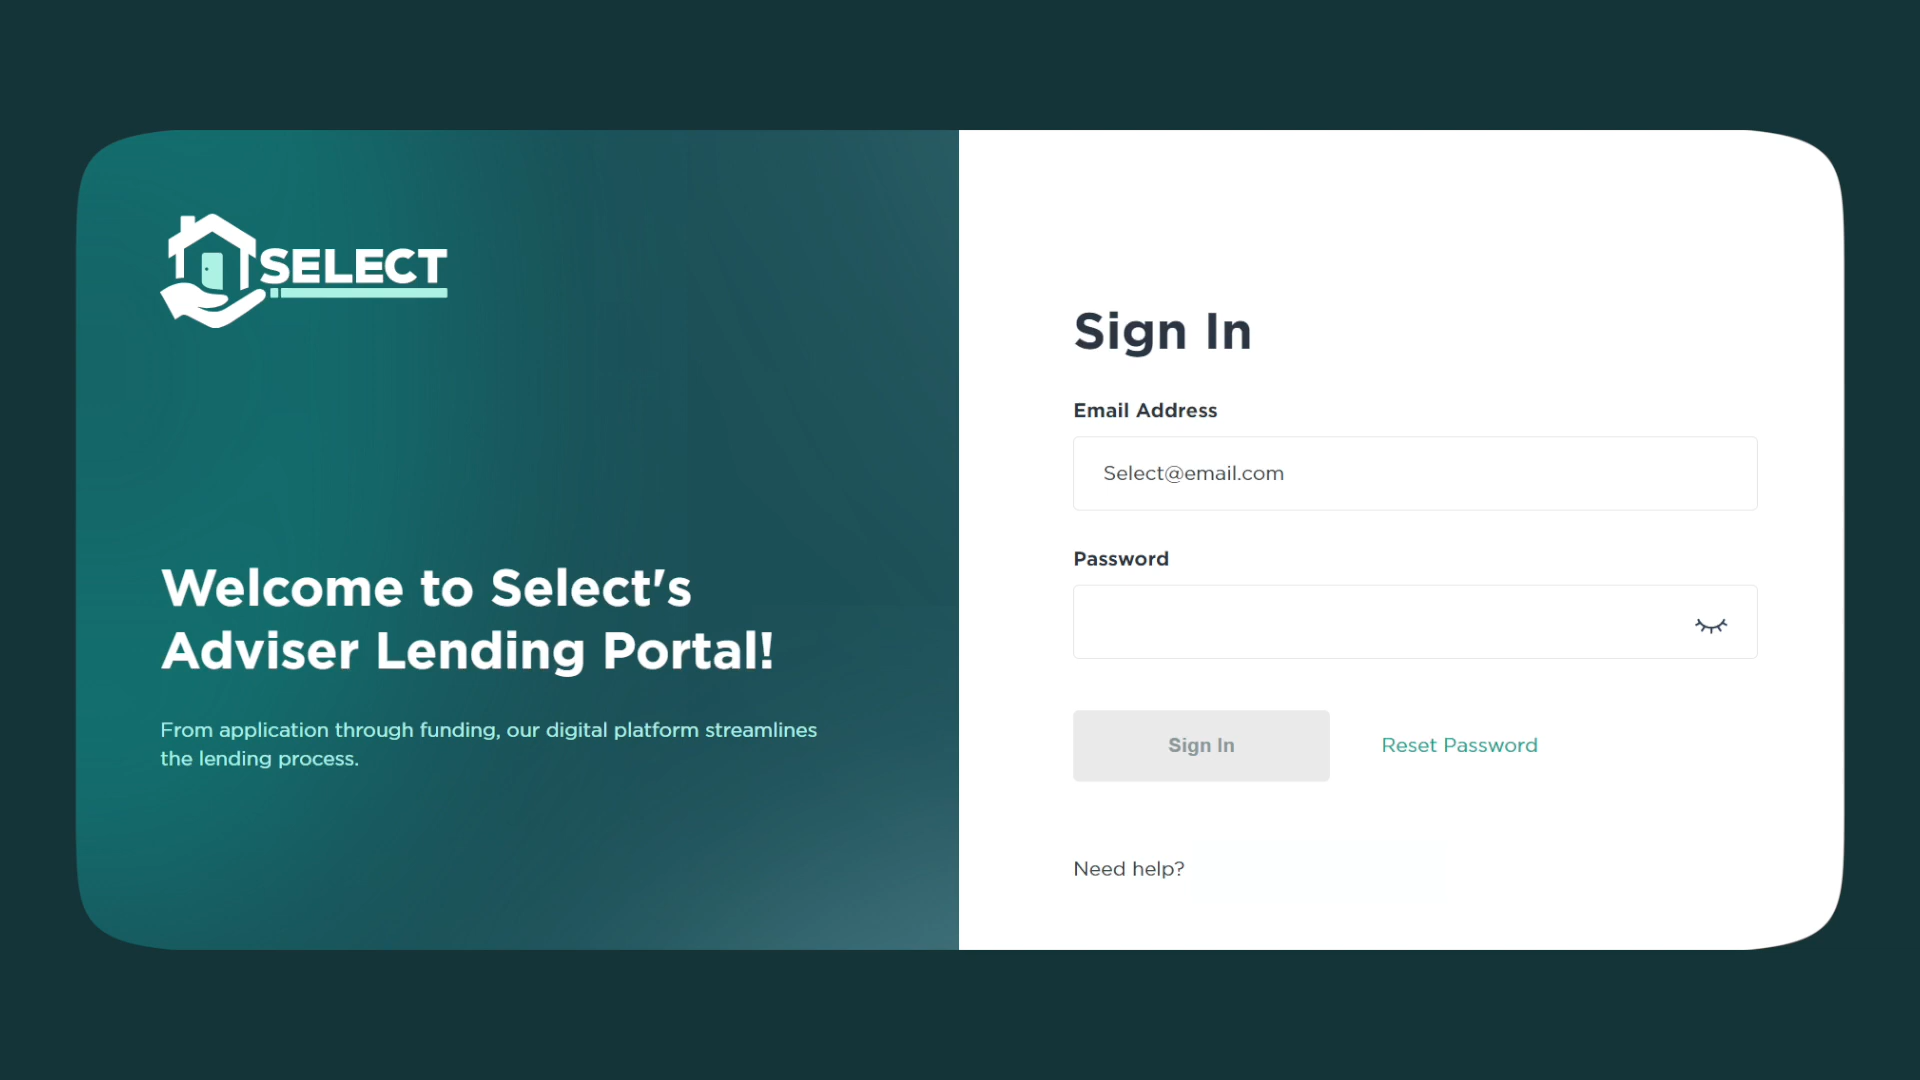 SELECT
Welcome to Select's
Adviser Lending Portal!
From application through funding, our digital platform streamlines
the lending process.
Sign In
Email Address
Select@email.com
Password
Sign In
Reset Password
Need help?